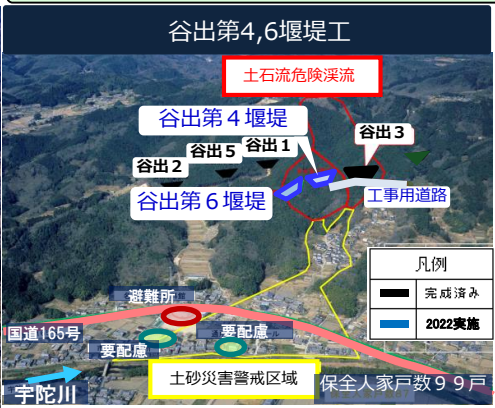 谷出第4,6堰堤工
土石流危険渓流
谷出第４堰堤
谷出３
谷出１
谷出５
谷出２
谷出第６堰堤
工事用道路
凡例
完成済み
2022実施
避難所
国道165号
要配慮
要配慮
土砂災害警戒区域
保全人家戸数９９戸
宇陀川